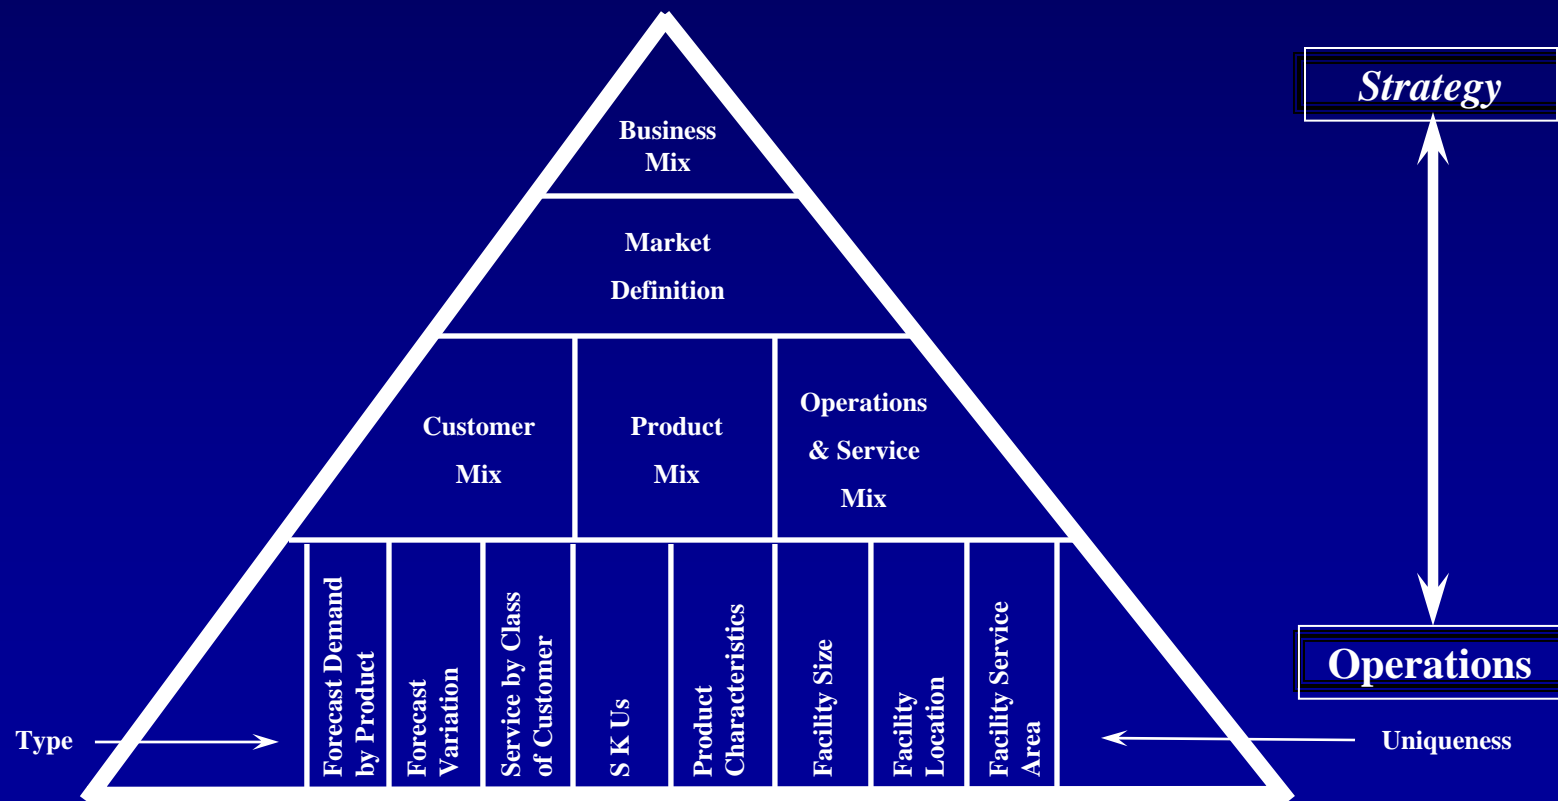 Strategy
Business
Mix
Market
Definition
Customer
Mix
Product
Mix
Operations
& Service
Mix
Forecast Demand
by Product
Forecast
Variation
Service by Class
of Customer
S K Us
Product
Characteristics
Facility Size
Facility
Location
Facility Service
Area
Operations
Type
Uniqueness